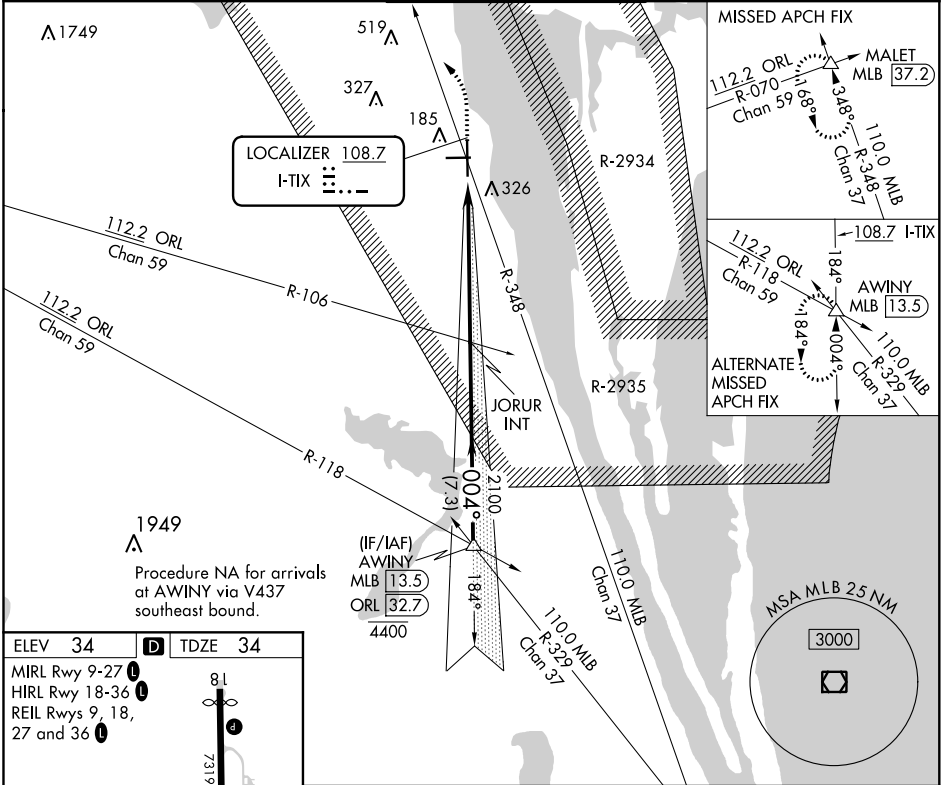 1749
519
327
185
LOCALIZER 108.7
I-TIX
326
R-2934
R-2935
112.2 ORL
Chan 59
R-106
112.2 ORL
Chan 59
R-118
R-348
JORUR
INT
2100
004°
(7.3)
(IF/IAF)
AWINY
MLB 13.5
ORL 32.7
4400
184°
1949
Procedure NA for arrivals
at AWINY via V437
southeast bound.
110.0 MLB
Chan 37
110.0 MLB
R-329
Chan 37
MISSED APCH FIX
MALET
MLB 37.2
112.2 ORL
R-070
Chan 59
168°
348°
110.0 MLB
R-348
Chan 37
108.7 I-TIX
184°
112.2 ORL
R-118
Chan 59
AWINY
MLB 13.5
184°
004°
110.0 MLB
R-329
Chan 37
ALTERNATE
MISSED
APCH FIX
MSA MLB 25 NM
3000
ELEV 34 D TDZE 34
MIRL Rwy 9-27 L
HIRL Rwy 18-36 L
REIL Rwys 9, 18,
27 and 36 L
18
P
7319